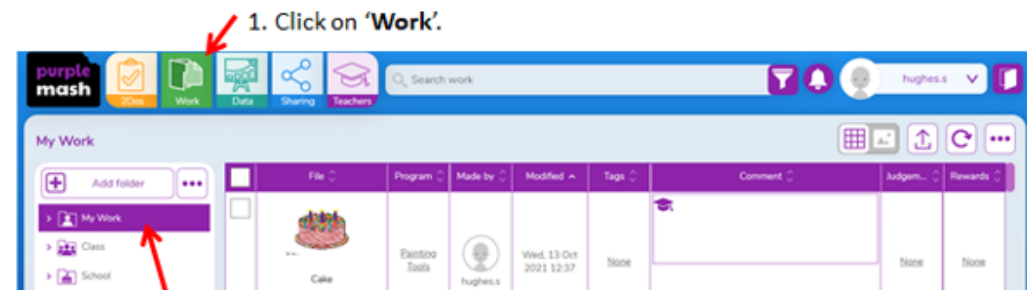 1. Click on ‘Work’.
purple
mash
2Dos
Work
Data
Sharing
Teachers
Search work
hughes.s
My Work
Add folder
File
Program
Made by
Modified
Tags
Comment
Judgem...
Rewards
My Work
Class
School
Cake
Painting
Tools
hughes.s
Wed, 13 Oct
2021 12:37
None
None
None